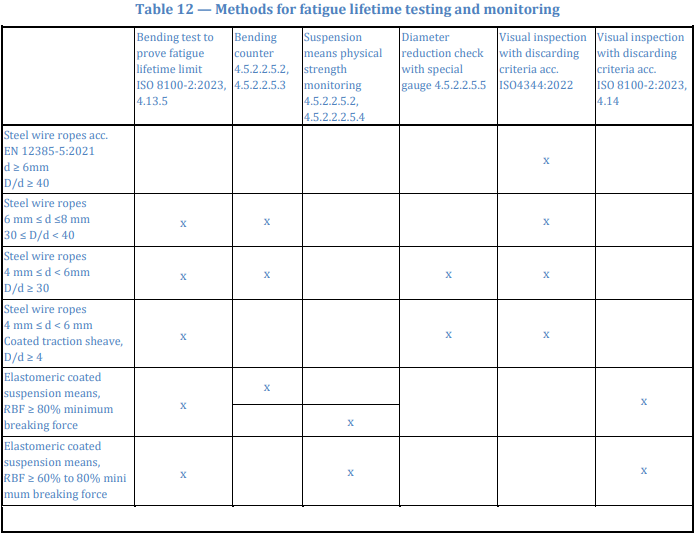 Table 12 — Methods for fatigue lifetime testing and monitoring
Bending test to
prove fatigue
lifetime limit
ISO 8100-2:2023,
4.13.5
Bending
counter
4.5.2.2.5.2,
4.5.2.2.5.3
Suspension
means physical
strength
monitoring
4.5.2.2.5.2,
4.5.2.2.2.5.4
Diameter
reduction check
with special
gauge 4.5.2.2.5.5
Visual inspection
with discarding
criteria acc.
ISO4344:2022
Visual inspection
with discarding
criteria acc.
ISO 8100-2:2023,
4.14
Steel wire ropes acc.
EN 12385-5:2021
d ≥ 6mm
D/d ≥ 40
x
Steel wire ropes
6 mm ≤ d ≤8 mm
30 ≤ D/d < 40
x x x
Steel wire ropes
4 mm ≤ d < 6mm
D/d ≥ 30
x x x x
Steel wire ropes
4 mm ≤ d < 6 mm
Coated traction sheave,
D/d ≥ 4
x x x
Elastomeric coated
suspension means,
RBF ≥ 80% minimum
breaking force
x x x x
Elastomeric coated
suspension means,
RBF ≥ 60% to 80% mini
mum breaking force
x x x